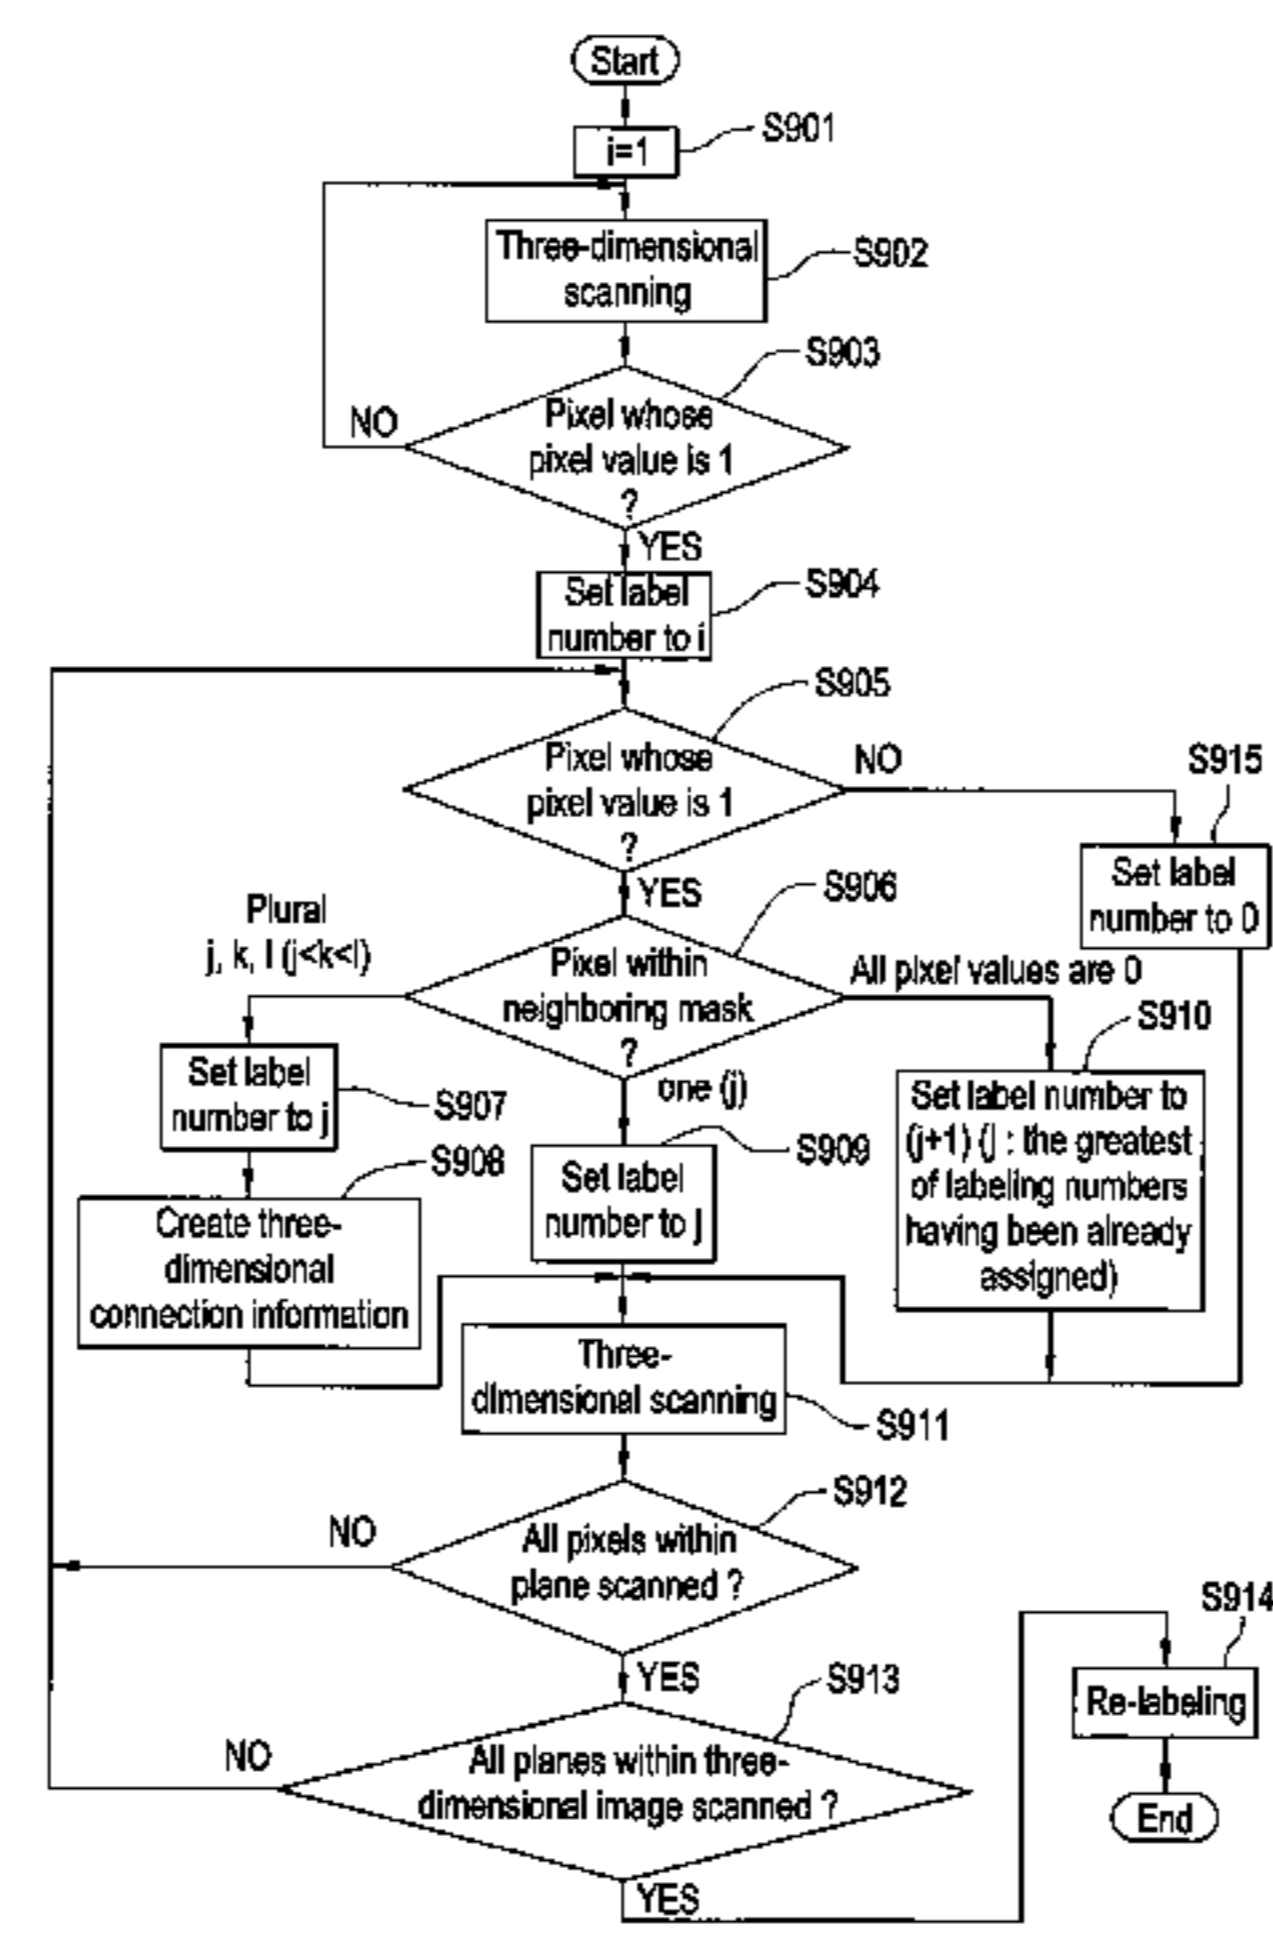 Start
S901
i=1
Three-dimensional
scanning
S902
S903
Pixel whose
pixel value is 1
?
NO
YES
Set label
number to i
S904
S905
Pixel whose
pixel value is 1
?
NO
S915
Set label
number to 0
YES
S906
Plural
j, k, l (j<k<l)
Pixel within
neighboring mask
?
All pixel values are 0
S910
one (j)
Set label
number to j
S907
S908
Create three-
dimensional
connection information
S909
Set label
number to j
Set label number to
(j+1) (j : the greatest
of labeling numbers
having been already
assigned)
Three-
dimensional scanning
S911
S912
NO
All pixels within
plane scanned ?
YES
S913
NO
All planes within three-
dimensional image scanned ?
YES
S914
Re-labeling
End